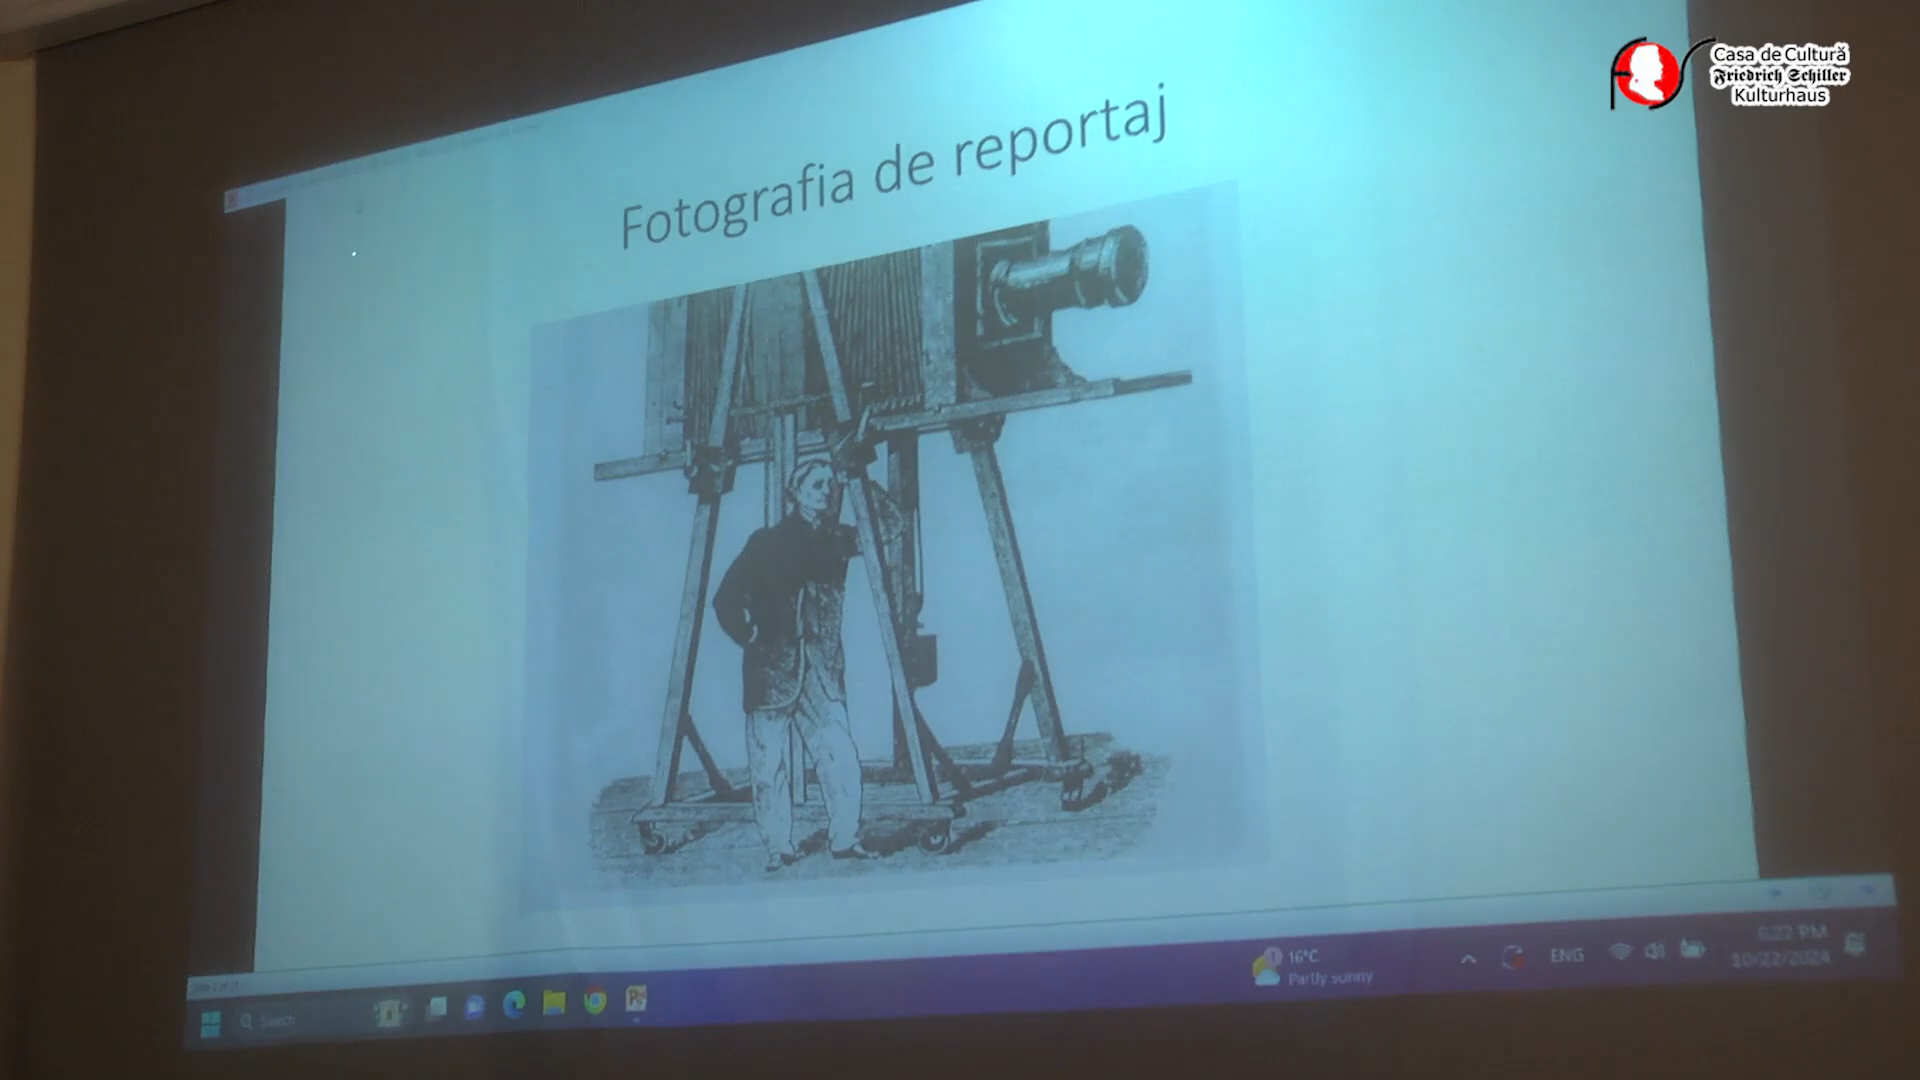 Casa de Cultură
Friedrich Schiller
Kulturhaus
Fotografia de reportaj
16°C
Partly sunny
ENG
6:22 PM
10/22/2024
Search